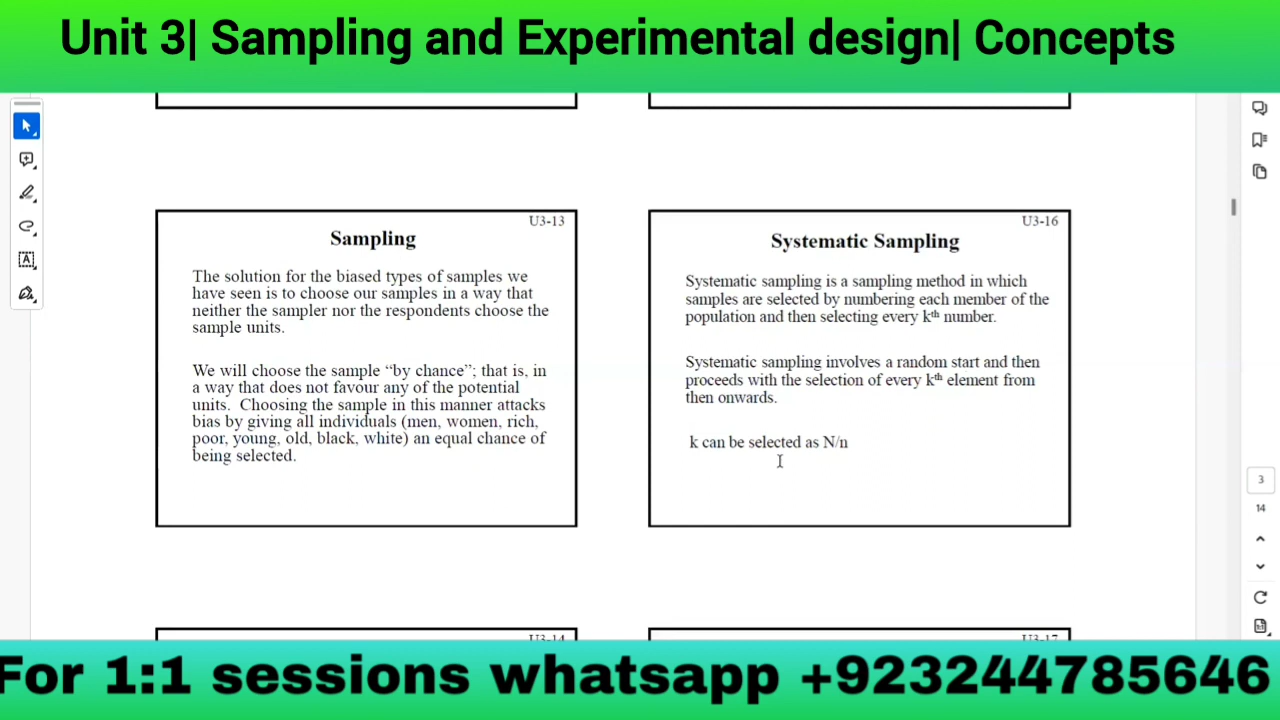 Unit 3| Sampling and Experimental design| Concepts
U3-13
Sampling
The solution for the biased types of samples we
have seen is to choose our samples in a way that
neither the sampler nor the respondents choose the
sample units.
We will choose the sample “by chance”; that is, in
a way that does not favour any of the potential
units. Choosing the sample in this manner attacks
bias by giving all individuals (men, women, rich,
poor, young, old, black, white) an equal chance of
being selected.
U3-16
Systematic Sampling
Systematic sampling is a sampling method in which
samples are selected by numbering each member of the
population and then selecting every kth number.
Systematic sampling involves a random start and then
proceeds with the selection of every kth element from
then onwards.
k can be selected as N/n
3
14
U3-14
U3-17
For 1:1 sessions whatsapp +923244785646